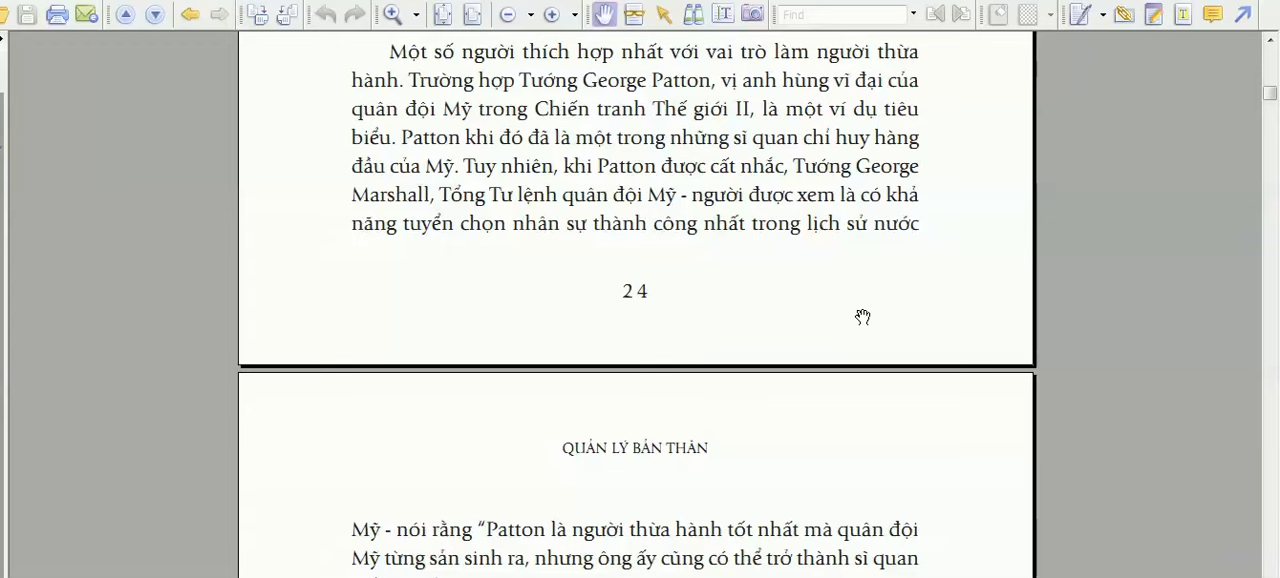 Find
Một số người thích hợp nhất với vai trò làm người thừa
hành. Trường hợp Tướng George Patton, vị anh hùng vĩ đại của
quân đội Mỹ trong Chiến tranh Thế giới II, là một ví dụ tiêu
biểu. Patton khi đó đã là một trong những sĩ quan chỉ huy hàng
đầu của Mỹ. Tuy nhiên, khi Patton được cất nhắc, Tướng George
Marshall, Tổng Tư lệnh quân đội Mỹ - người được xem là có khả
năng tuyển chọn nhân sự thành công nhất trong lịch sử nước
24
QUẢN LÝ BẢN THÂN
Mỹ - nói rằng “Patton là người thừa hành tốt nhất mà quân đội
Mỹ từng sản sinh ra, nhưng ông ấy cũng có thể trở thành sĩ quan